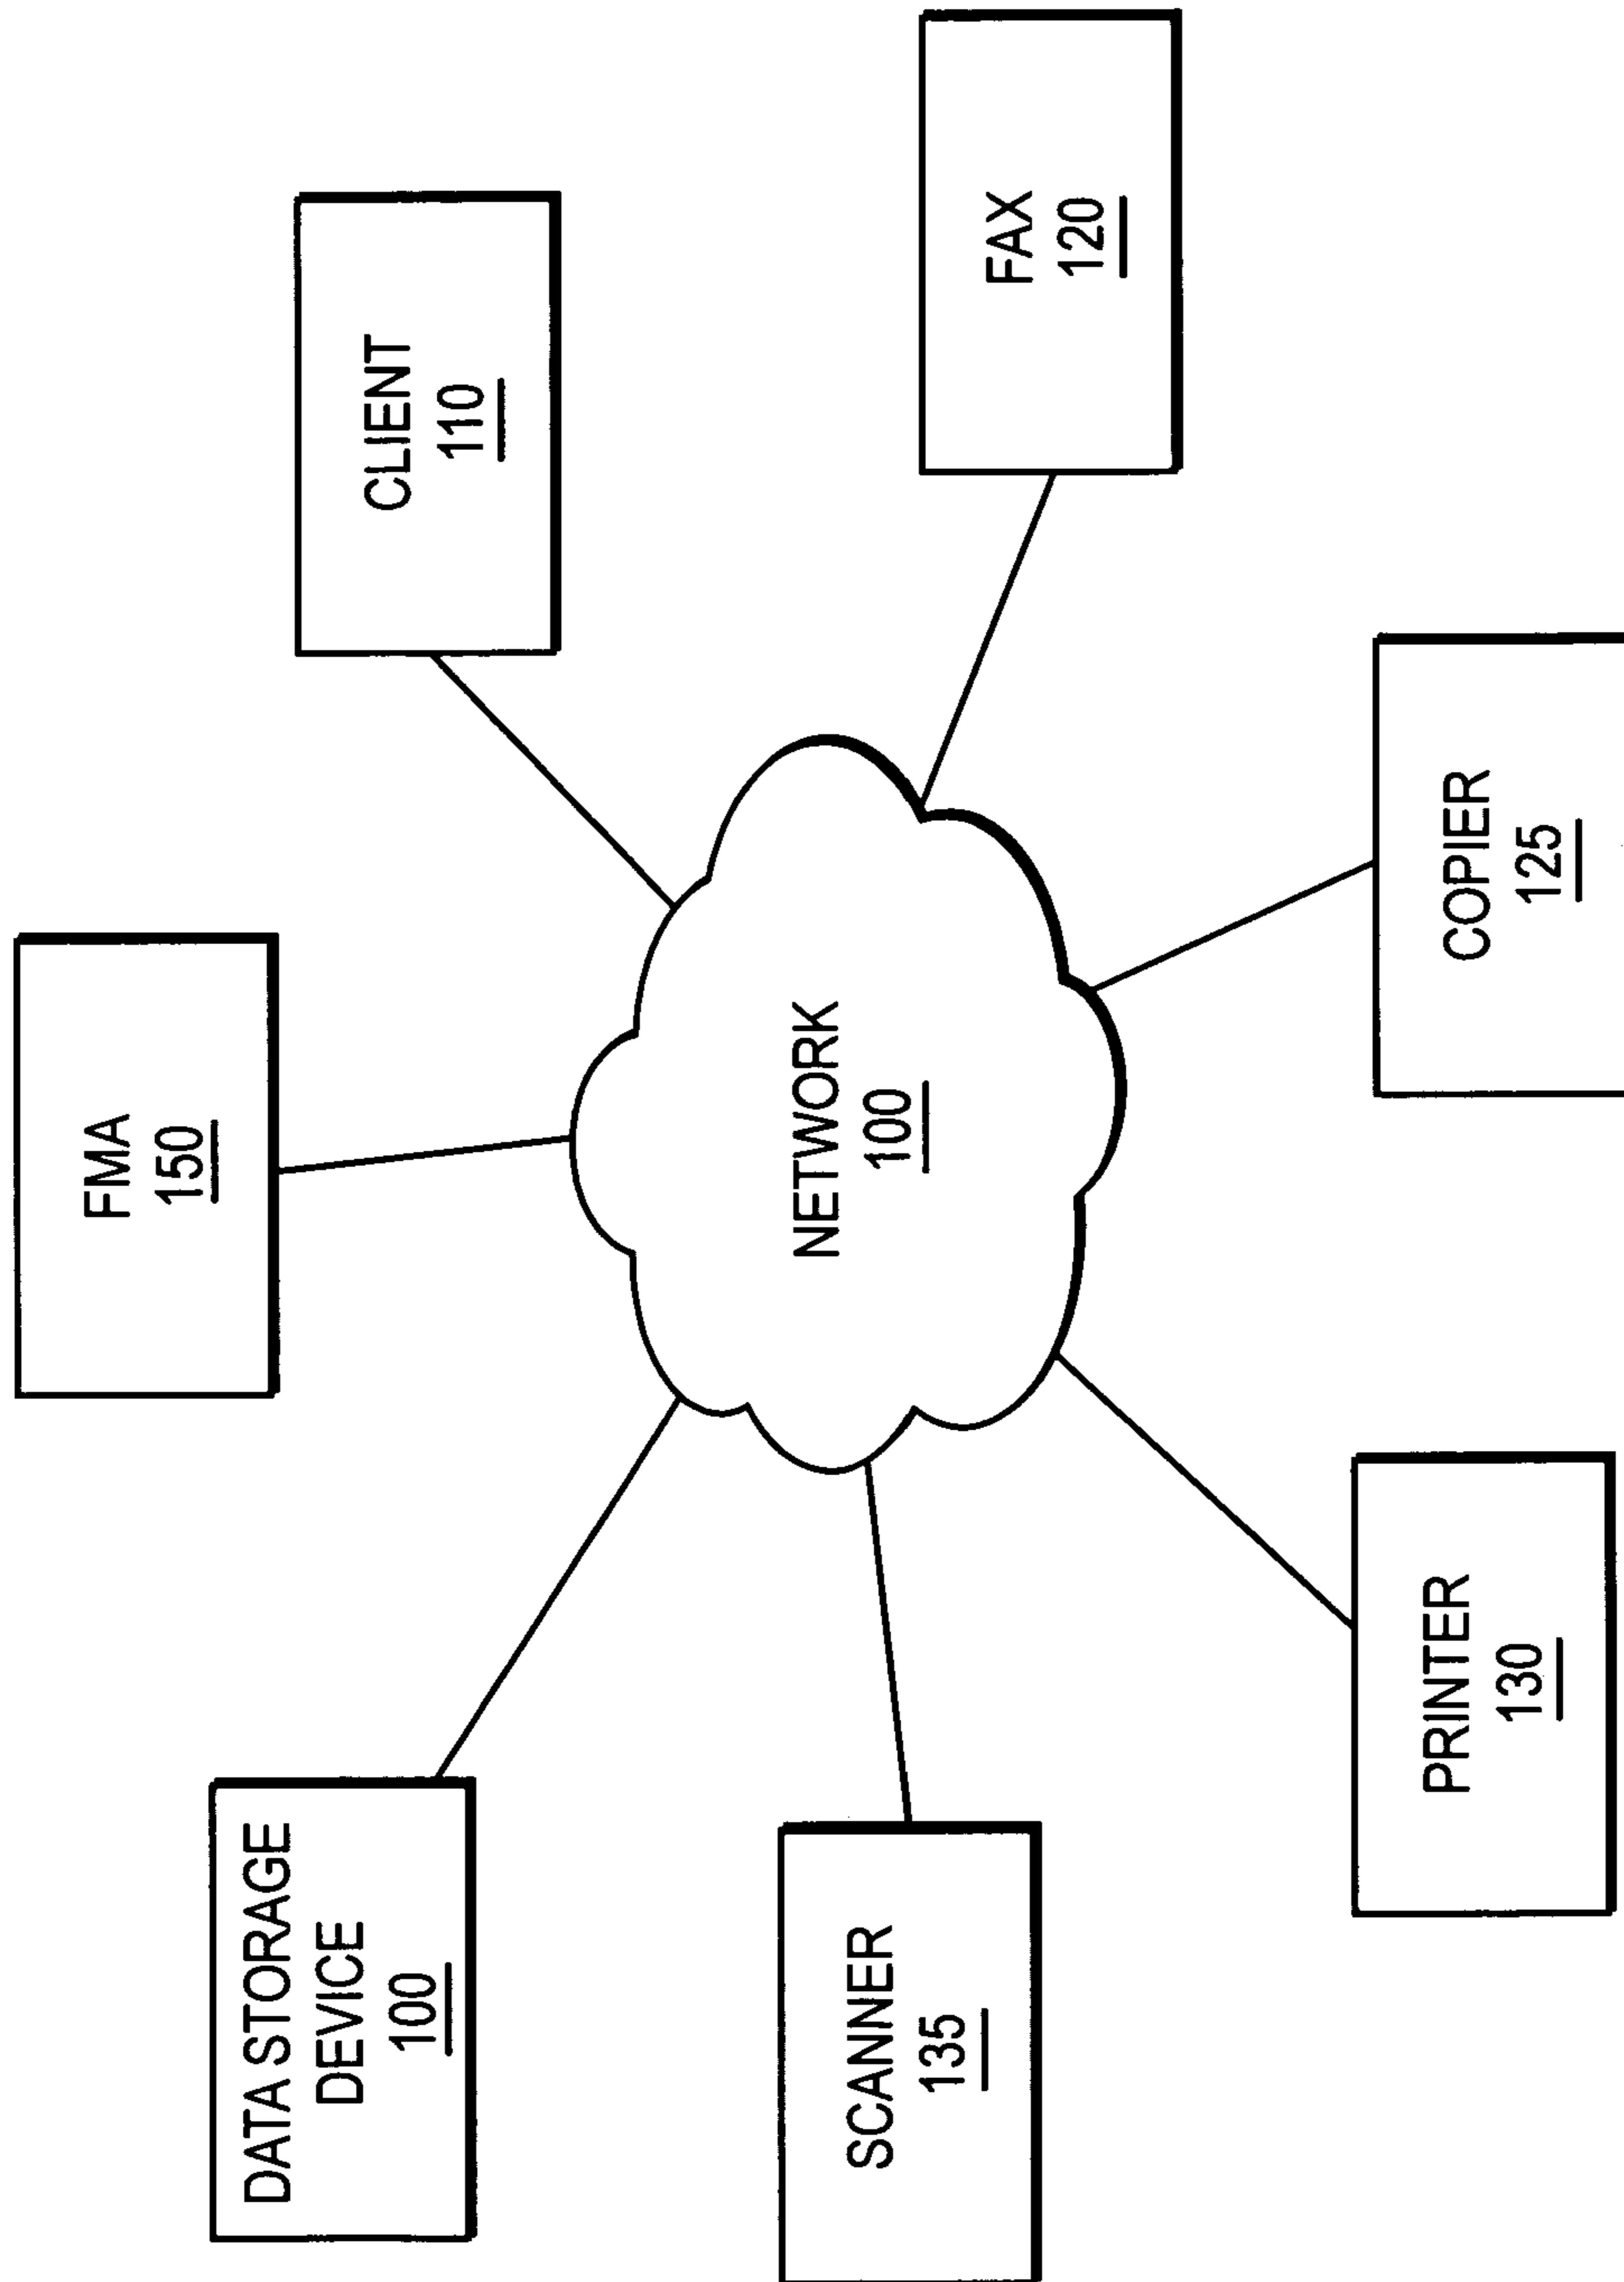 FMA
150
DATA STORAGE
DEVICE
100
CLIENT
110
SCANNER
135
NETWORK
100
FAX
120
PRINTER
130
COPIER
125